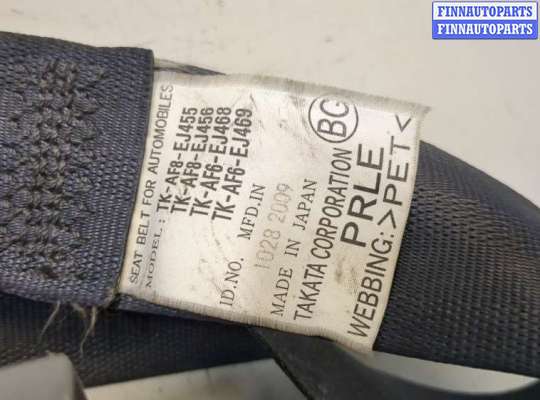 FINNAUTOPARTS
FINNAUTOPARTS
SEAT BELT FOR AUTOMOBILES
MODEL : TK-AF8-EJ455
TK-AF8-EJ456
TK-AF6-EJ468
TK-AF6-EJ469
ID.NO. MFD.IN
1028 2009
MADE IN JAPAN
TAKATA CORPORATION
BG
PRLE
WEBBING:>PET<